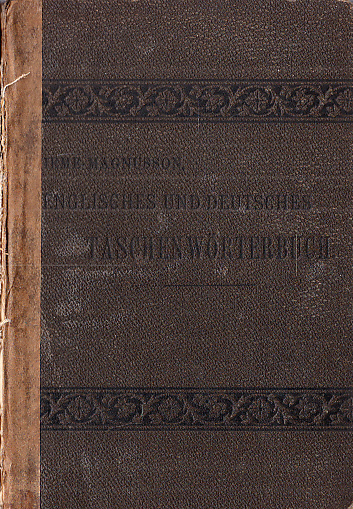 MAGNUSSON,
ENGLISCHES UND DEUTSCHES
TASCHENWÖRTERBUCH.